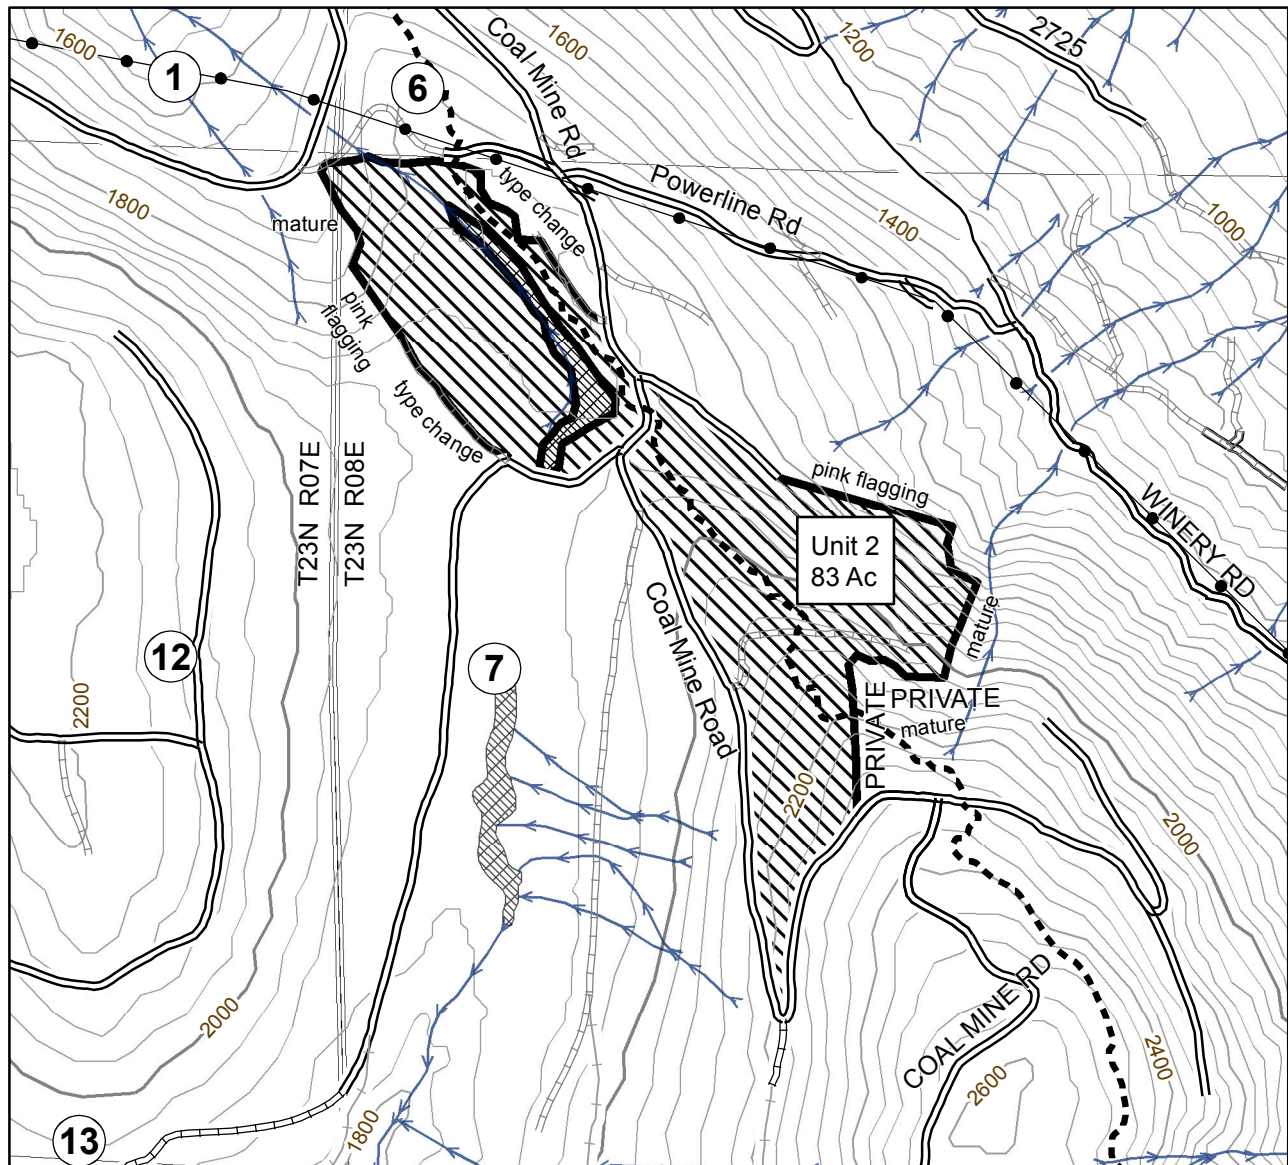 1600
1
6
Coal Mine Rd
1600
1200
2725
1800
mature
type change
Powerline Rd
1400
1000
pink
flagging
type change
T23N R07E
T23N R08E
pink flagging
Unit 2
83 Ac
WINERY RD
mature
Coal Mine Road
12
7
2200
PRIVATE
PRIVATE
mature
2200
2000
2000
COAL MINE RD
2400
2600
13
1800